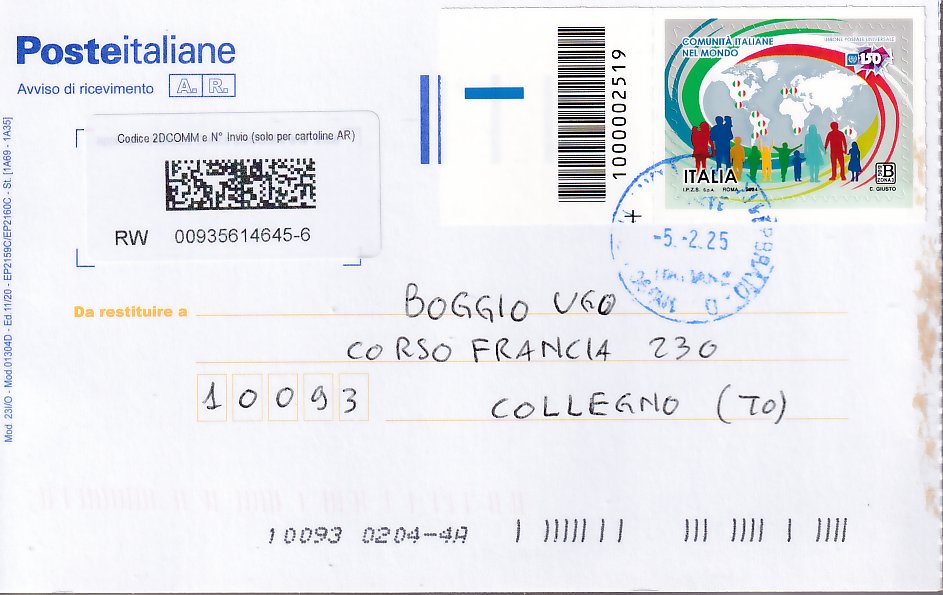 Posteitaliane
Avviso di ricevimento A. R.
Codice 2DCOMM e N° Invio (solo per cartoline AR)
RW 00935614645-6
1000002519
COMUNITÀ ITALIANE
NEL MONDO
UNIONE POSTALE UNIVERSALE
150
ITALIA
I.P.Z.S. S.p.A. ROMA
B
ZONA 3
C. GIUSTO
-5.-2.25
Da restituire a BOGGIO UGO
CORSO FRANCIA 230
10093 COLLEGNO (TO)
10093 0204-4A
Mod. 23I/O - Mod.01304D - Ed 11/20 - EP2159C/EP2160C - St. [1A69 - 1A35]